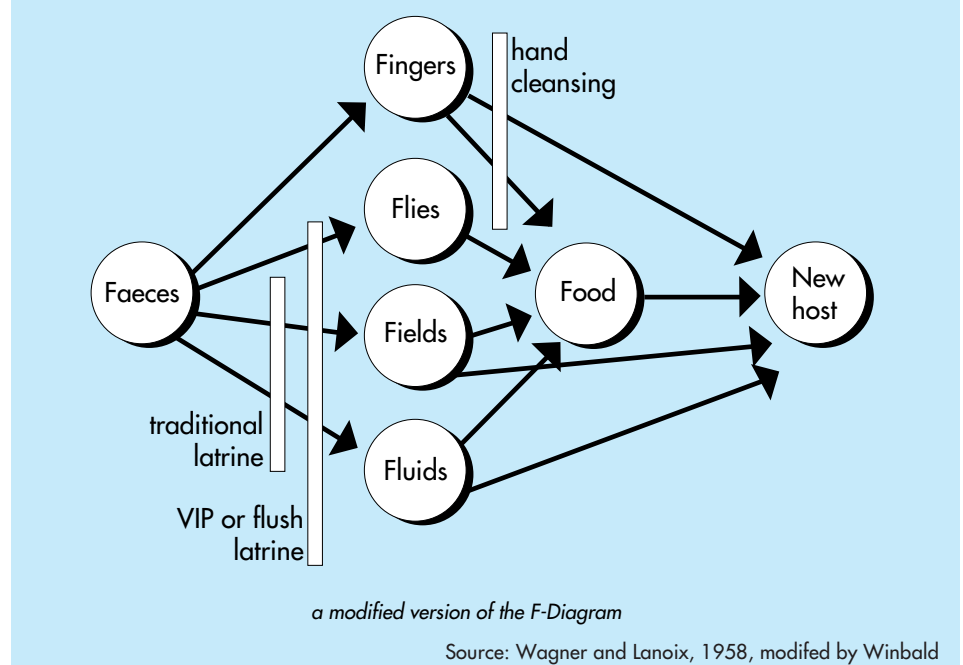 Fingers
hand
cleansing
Flies
Faeces
Food
New
host
Fields
traditional
latrine
Fluids
VIP or flush
latrine
a modified version of the F-Diagram
Source: Wagner and Lanoix, 1958, modifed by Winbald